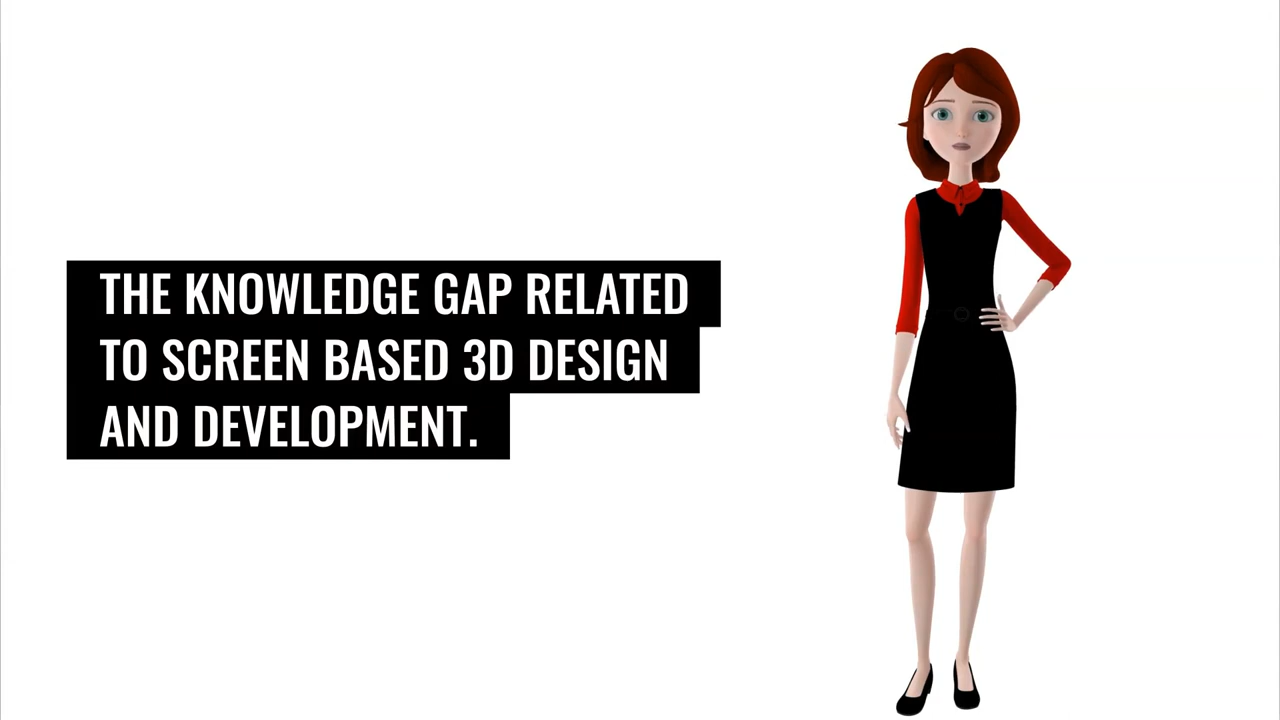 THE KNOWLEDGE GAP RELATED
TO SCREEN BASED 3D DESIGN
AND DEVELOPMENT.